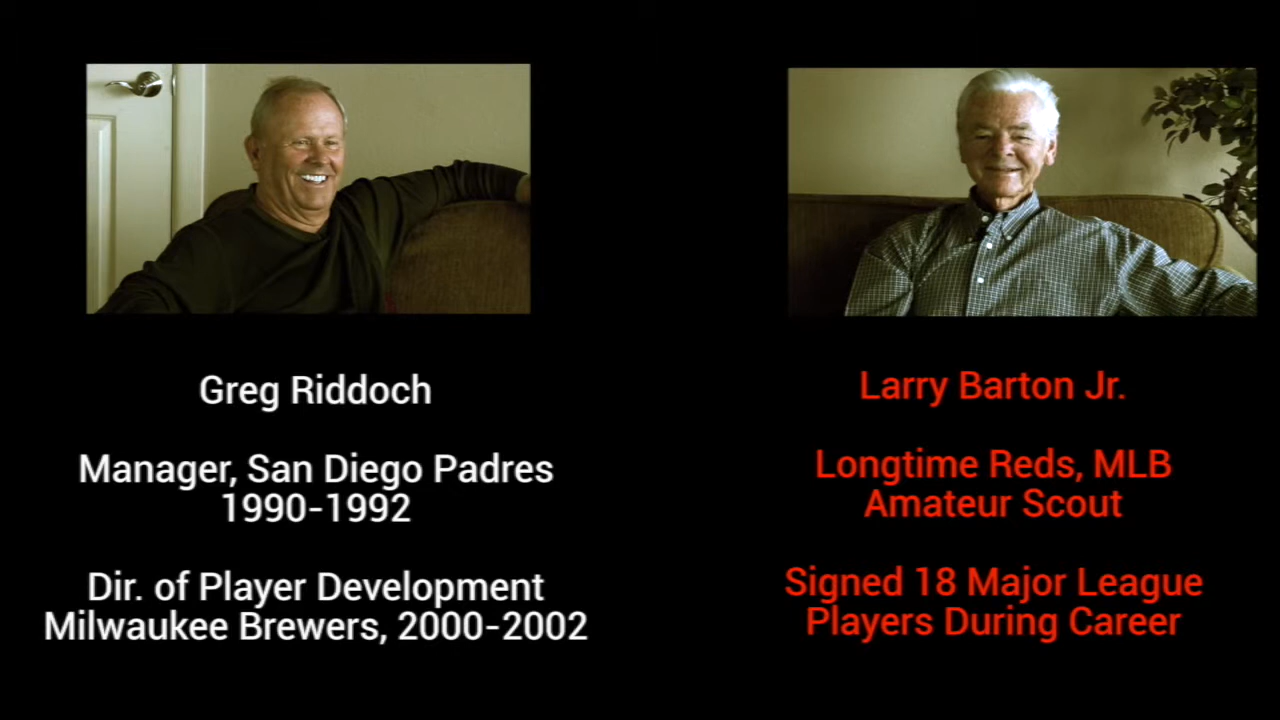 Greg Riddoch
Manager, San Diego Padres
1990-1992
Dir. of Player Development
Milwaukee Brewers, 2000-2002
Larry Barton Jr.
Longtime Reds, MLB
Amateur Scout
Signed 18 Major League
Players During Career